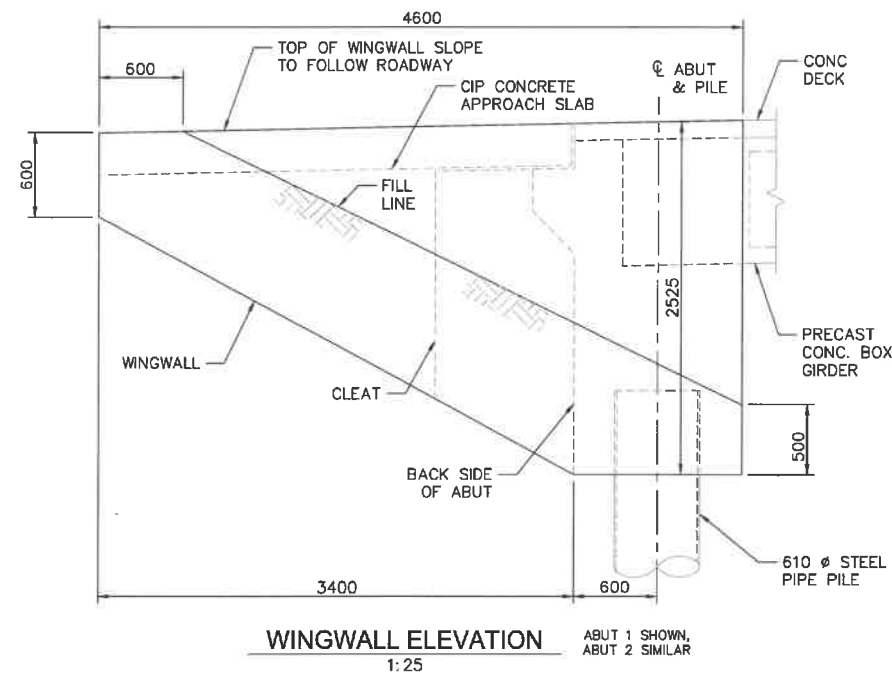 4600
600
TOP OF WINGWALL SLOPE
TO FOLLOW ROADWAY
CIP CONCRETE
APPROACH SLAB
℄ ABUT
& PILE
CONC
DECK
600
FILL
LINE
2525
WINGWALL
CLEAT
PRECAST
CONC. BOX
GIRDER
BACK SIDE
OF ABUT
500
610 ø STEEL
PIPE PILE
3400
600
WINGWALL ELEVATION
1:25
ABUT 1 SHOWN,
ABUT 2 SIMILAR